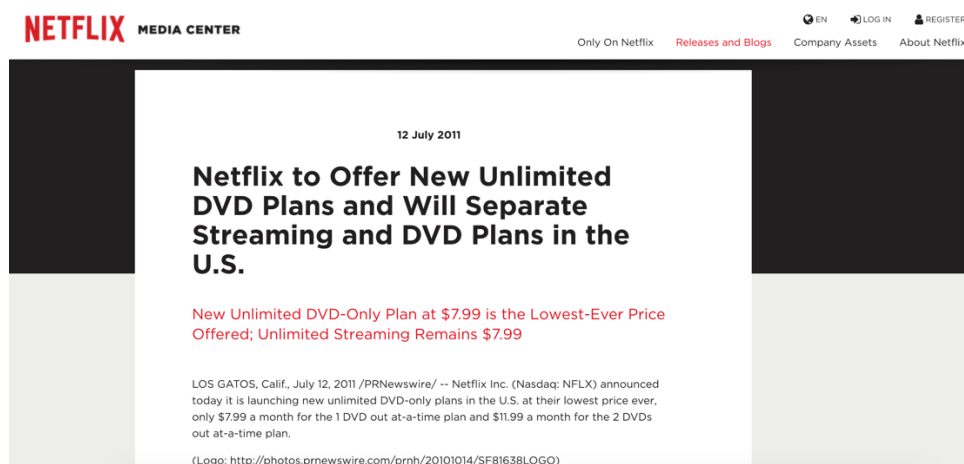 NETFLIX MEDIA CENTER
EN LOG IN REGISTER
Only On Netflix Releases and Blogs Company Assets About Netflix
12 July 2011
Netflix to Offer New Unlimited
DVD Plans and Will Separate
Streaming and DVD Plans in the
U.S.
New Unlimited DVD-Only Plan at $7.99 is the Lowest-Ever Price
Offered; Unlimited Streaming Remains $7.99
LOS GATOS, Calif., July 12, 2011 /PRNewswire/ -- Netflix Inc. (Nasdaq: NFLX) announced
today it is launching new unlimited DVD-only plans in the U.S. at their lowest price ever,
only $7.99 a month for the 1 DVD out at-a-time plan and $11.99 a month for the 2 DVDs
out at-a-time plan.
(Logo: http://photos.prnewswire.com/prnh/20101014/SF81638LOGO)